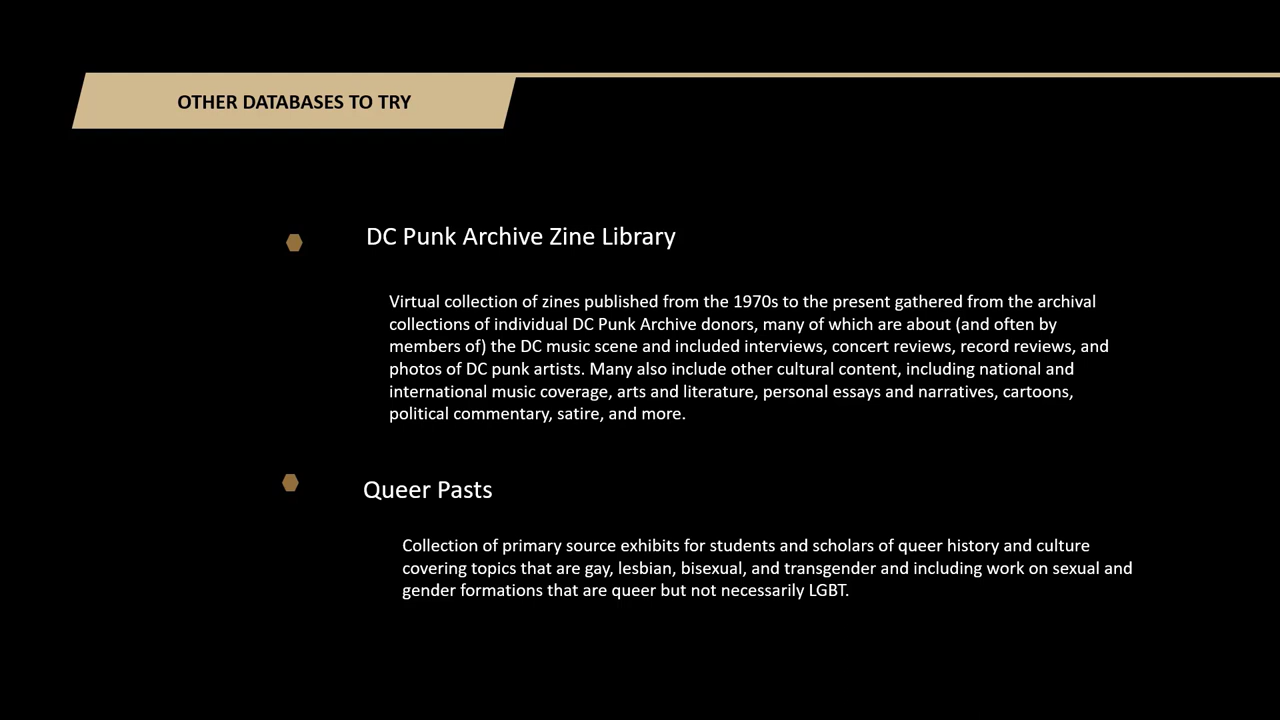 OTHER DATABASES TO TRY
DC Punk Archive Zine Library
Virtual collection of zines published from the 1970s to the present gathered from the archival
collections of individual DC Punk Archive donors, many of which are about (and often by
members of) the DC music scene and included interviews, concert reviews, record reviews, and
photos of DC punk artists. Many also include other cultural content, including national and
international music coverage, arts and literature, personal essays and narratives, cartoons,
political commentary, satire, and more.
Queer Pasts
Collection of primary source exhibits for students and scholars of queer history and culture
covering topics that are gay, lesbian, bisexual, and transgender and including work on sexual and
gender formations that are queer but not necessarily LGBT.